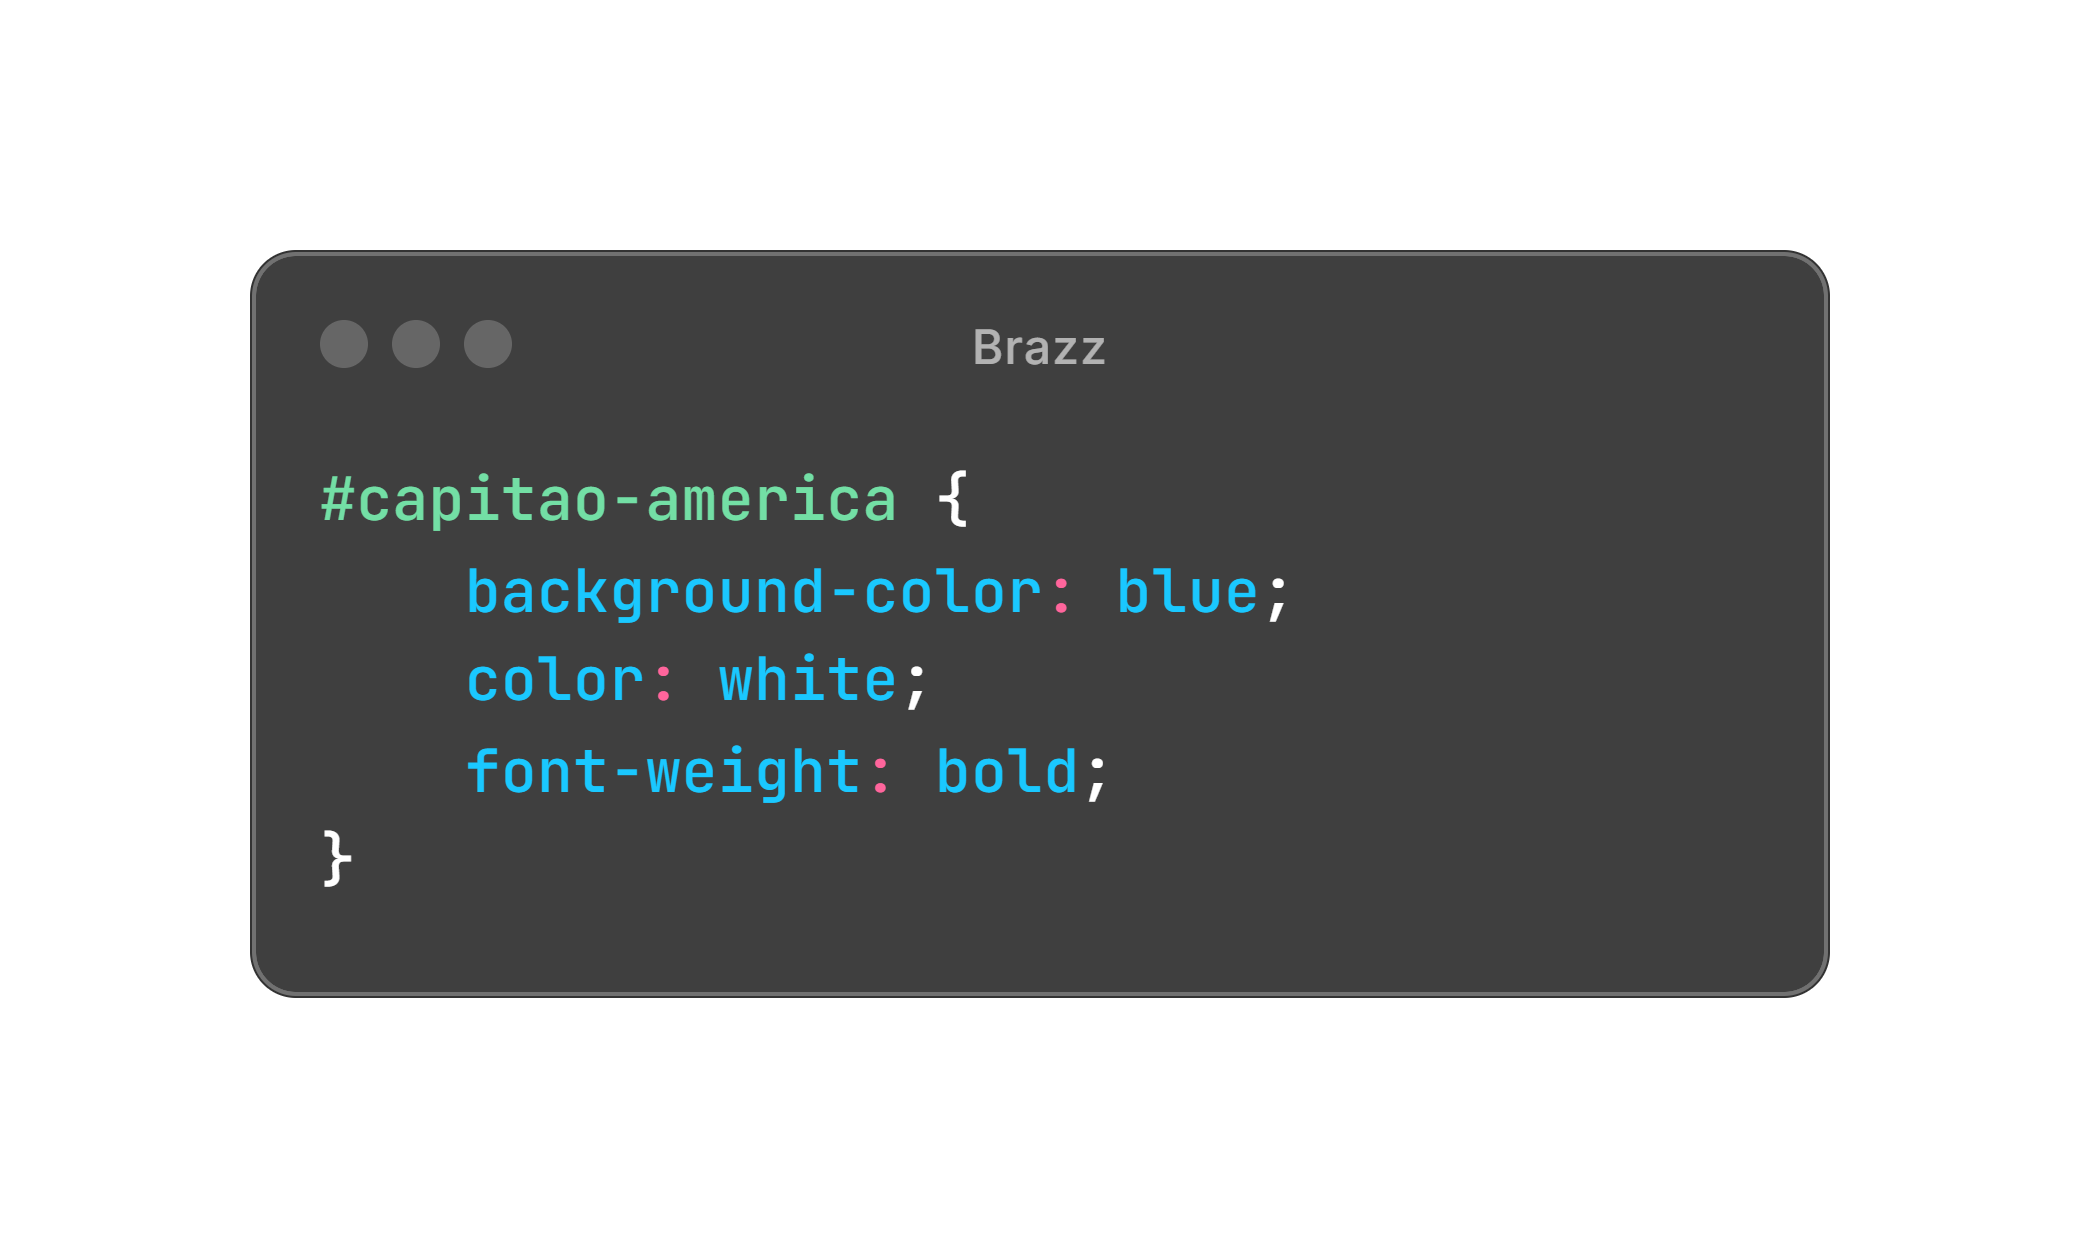 Brazz
#capitao-america {
    background-color: blue;
    color: white;
    font-weight: bold;
}